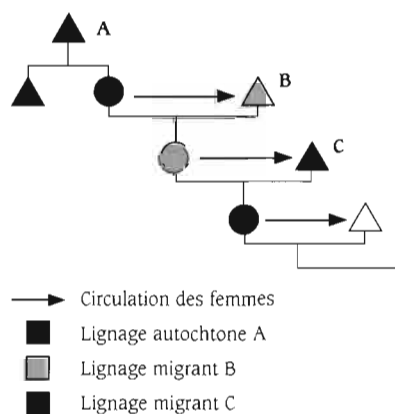 A
B
C
Circulation des femmes
Lignage autochtone A
Lignage migrant B
Lignage migrant C